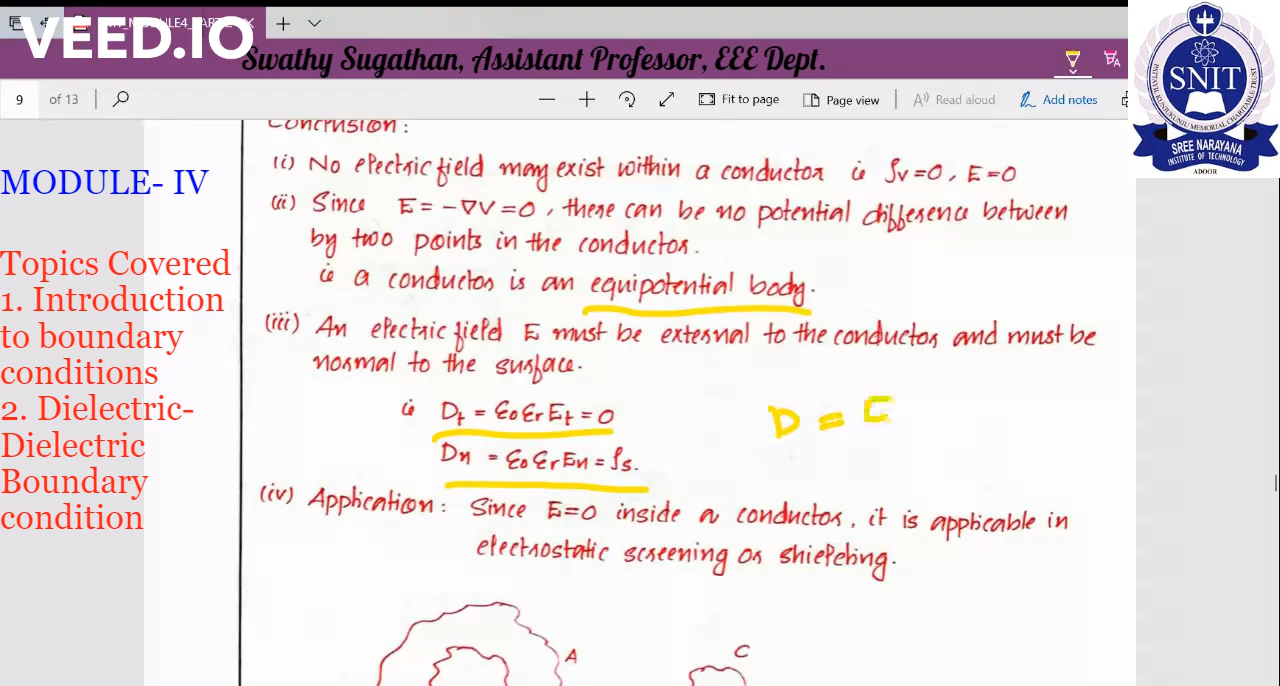 VEED.IO
Swathy Sugathan, Assistant Professor, EEE Dept.
9 of 13
Fit to page
Page view
Read aloud
Add notes
SNIT
PATHYIL KUNJUKUNJU MEMORIAL CHARITABLE TRUST
SREE NARAYANA
INSTITUTE OF TECHNOLOGY
ADOOR
MODULE- IV
Topics Covered
1. Introduction
to boundary
conditions
2. Dielectric-
Dielectric
Boundary
condition
Conclusion:
(i) No electric field may exist within a conductor ie ρv=0, E=0
(ii) Since E = -∇V=0, there can be no potential difference between
by two points in the conductor.
ie a conductor is an equipotential body.
(iii) An electric field E must be external to the conductor and must be
normal to the surface.
ie Dt = ε0 εr Et = 0
D =
Dn = ε0 εr En = ρs.
(iv) Application: Since E=0 inside a conductor, it is applicable in
electrostatic screening or shielding.
A
C